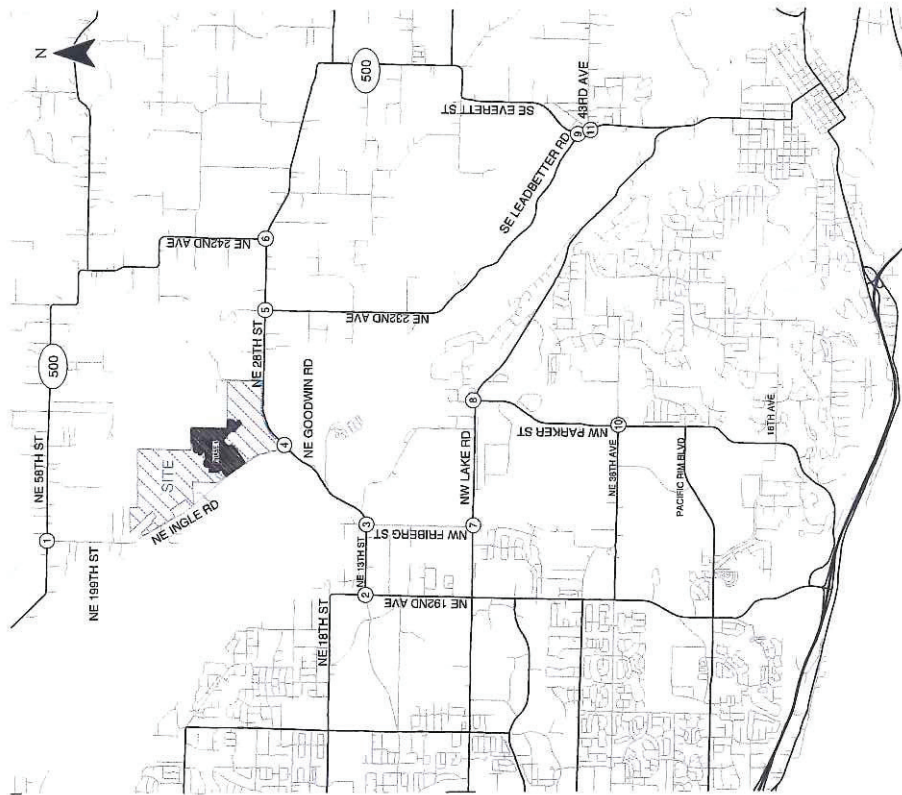 N
500
NE 58TH ST
1
NE 199TH ST
SITE
NE INGLE RD
NE 242ND AVE
6
NE 28TH ST
5
4
NE GOODWIN RD
NE 232ND AVE
500
SE EVERETT ST
43RD AVE
9
11
SE LEADBETTER RD
3
NE 13TH ST
2
NE 18TH ST
NW FRIBERG ST
NE 192ND AVE
NW LAKE RD
7
8
NW PARKER ST
10
NE 36TH AVE
PACIFIC RIM BLVD
18TH AVE